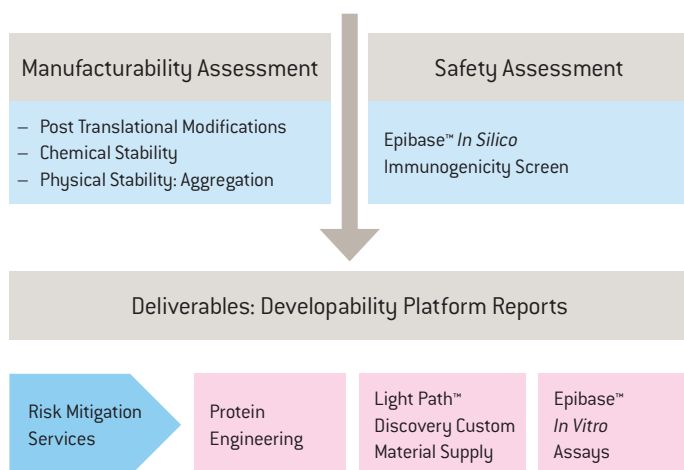 Manufacturability Assessment
– Post Translational Modifications
– Chemical Stability
– Physical Stability: Aggregation
Safety Assessment
Epibase™ In Silico
Immunogenicity Screen
Deliverables: Developability Platform Reports
Risk Mitigation
Services
Protein
Engineering
Light Path™
Discovery Custom
Material Supply
Epibase™
In Vitro
Assays